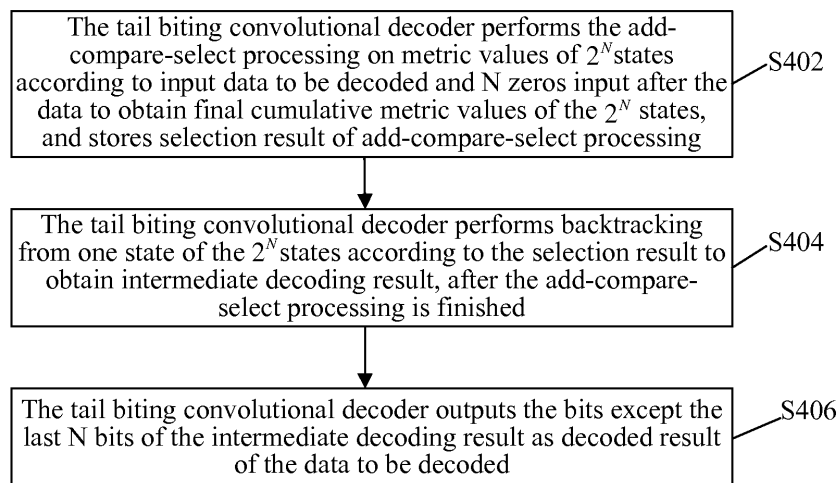 The tail biting convolutional decoder performs the add-
compare-select processing on metric values of 2^N states
according to input data to be decoded and N zeros input after the
data to obtain final cumulative metric values of the 2^N states,
and stores selection result of add-compare-select processing
S402
The tail biting convolutional decoder performs backtracking
from one state of the 2^N states according to the selection result to
obtain intermediate decoding result, after the add-compare-
select processing is finished
S404
The tail biting convolutional decoder outputs the bits except the
last N bits of the intermediate decoding result as decoded result
of the data to be decoded
S406